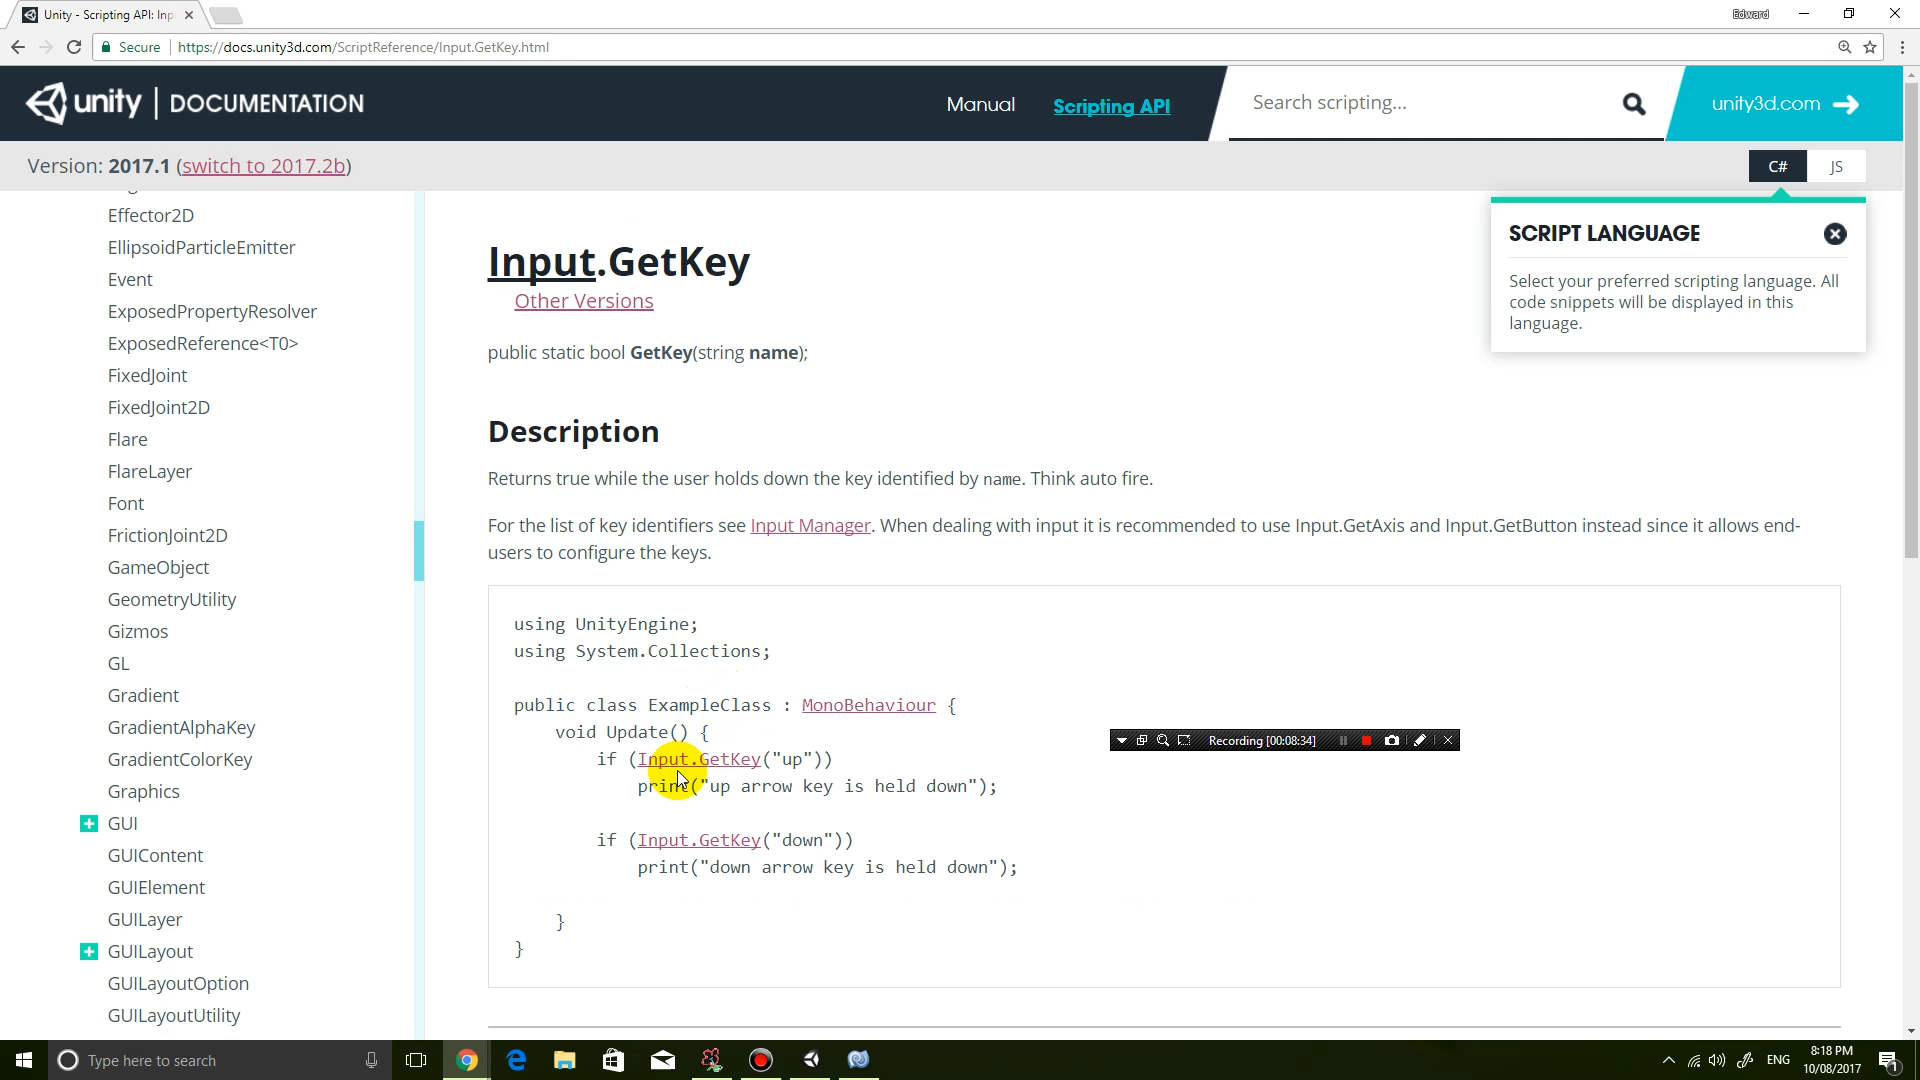 Unity - Scripting API: Inp
Edward
Secure
https://docs.unity3d.com/ScriptReference/Input.GetKey.html
unity | DOCUMENTATION
Manual
Scripting API
Search scripting...
unity3d.com
Version: 2017.1 (switch to 2017.2b)
C#
JS
SCRIPT LANGUAGE
Select your preferred scripting language. All
code snippets will be displayed in this
language.
Effector2D
EllipsoidParticleEmitter
Event
ExposedPropertyResolver
ExposedReference<T0>
FixedJoint
FixedJoint2D
Flare
FlareLayer
Font
FrictionJoint2D
GameObject
GeometryUtility
Gizmos
GL
Gradient
GradientAlphaKey
GradientColorKey
Graphics
GUI
GUIContent
GUIElement
GUILayer
GUILayout
GUILayoutOption
GUILayoutUtility
Input.GetKey
Other Versions
public static bool GetKey(string name);
Description
Returns true while the user holds down the key identified by name. Think auto fire.
For the list of key identifiers see Input Manager. When dealing with input it is recommended to use Input.GetAxis and Input.GetButton instead since it allows end-
users to configure the keys.
using UnityEngine;
using System.Collections;
public class ExampleClass : MonoBehaviour {
void Update() {
if (Input.GetKey("up"))
print("up arrow key is held down");
if (Input.GetKey("down"))
print("down arrow key is held down");
}
}
Recording [00:08:34]
Type here to search
ENG
8:18 PM
10/08/2017
1